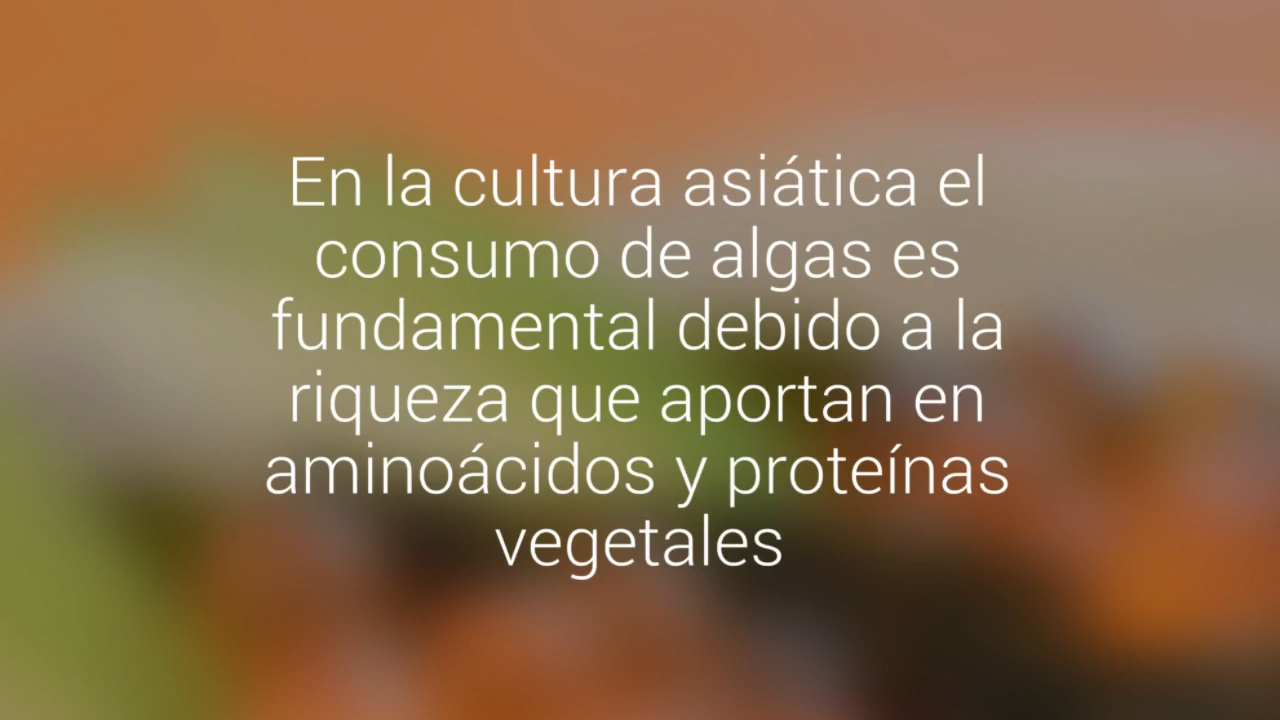 En la cultura asiática el
consumo de algas es
fundamental debido a la
riqueza que aportan en
aminoácidos y proteínas
vegetales